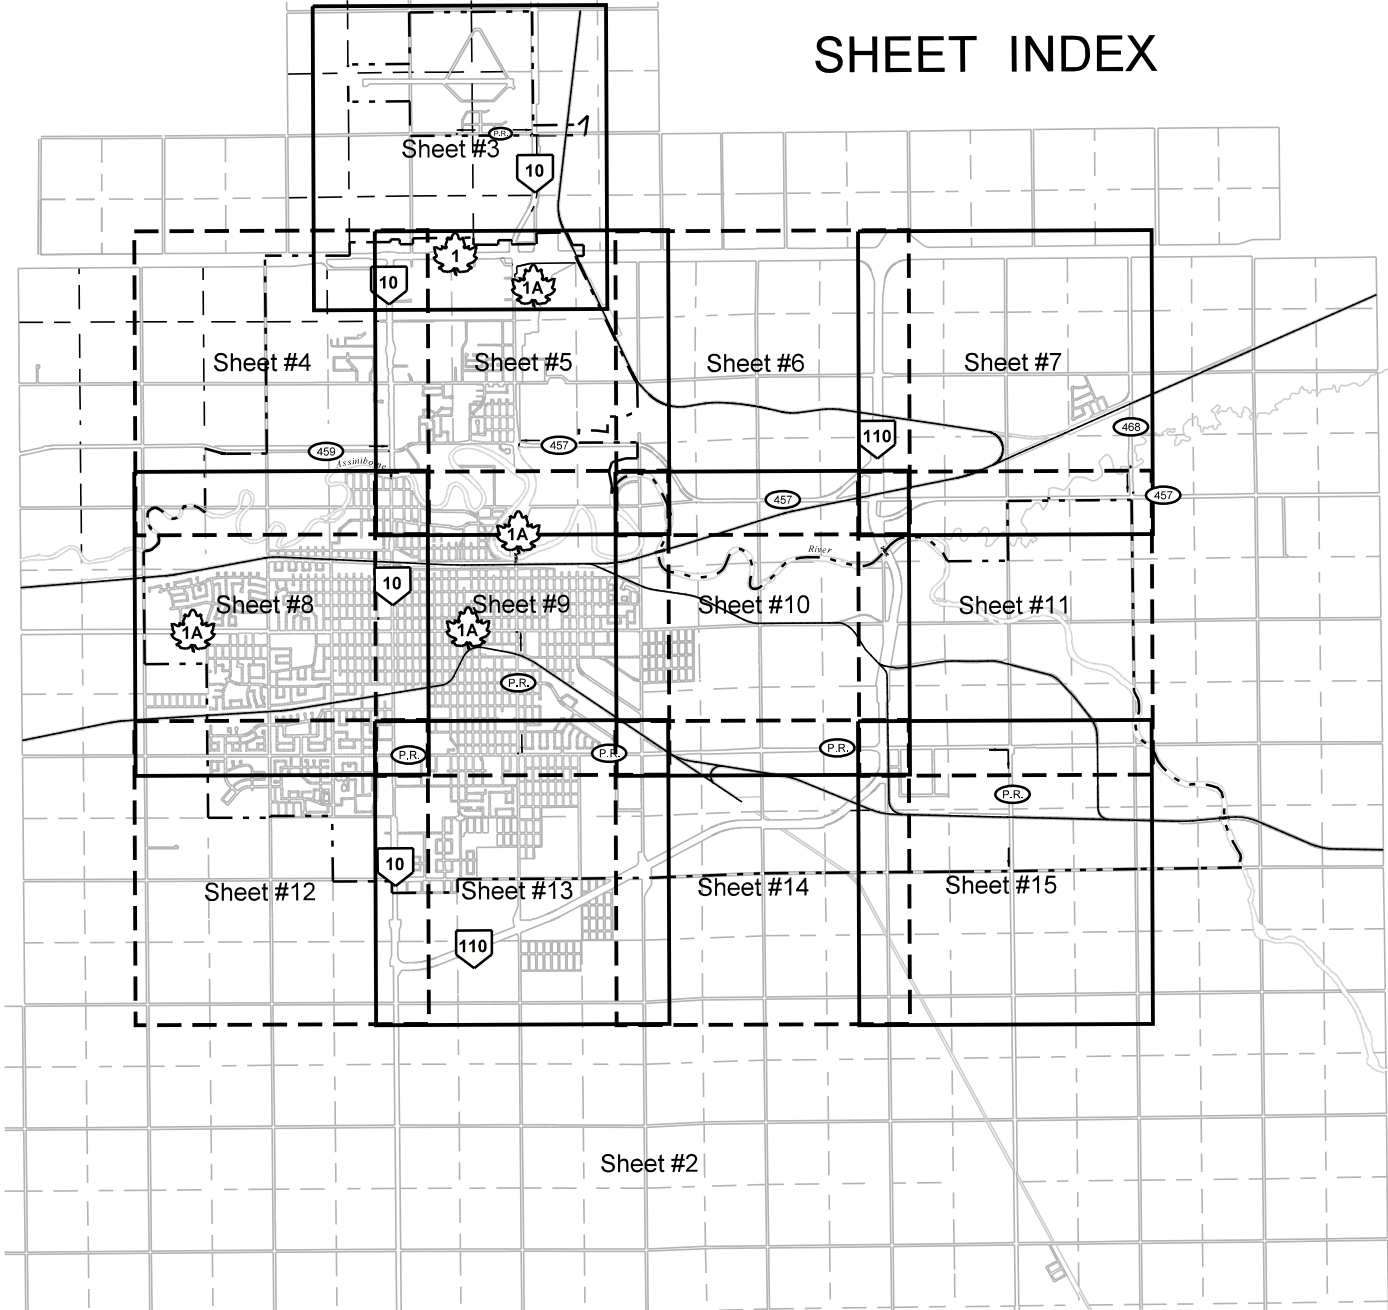 SHEET INDEX
1
P.R.
Sheet #3
10
1
10
1A
Sheet #4
Sheet #5
Sheet #6
Sheet #7
468
110
459
457
Assiniboine
457
457
1A
River
10
Sheet #8
Sheet #9
Sheet #10
Sheet #11
1A
1A
P.R.
P.R.
P.R.
P.R.
P.R.
10
Sheet #12
Sheet #13
Sheet #14
Sheet #15
110
Sheet #2